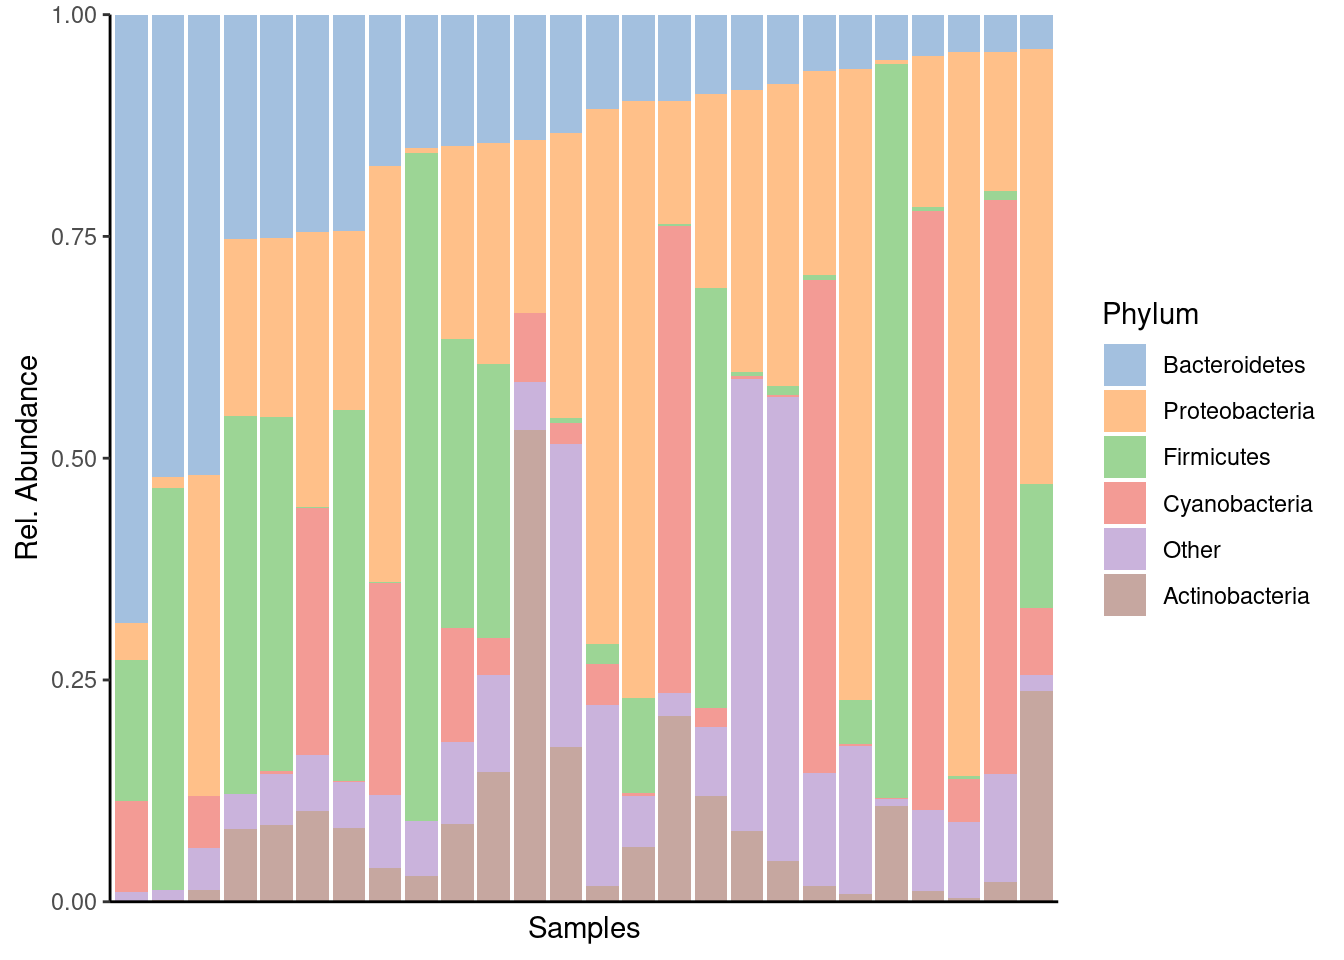 1.00
0.75
0.50
0.25
0.00
Rel. Abundance
Samples
Phylum
Bacteroidetes
Proteobacteria
Firmicutes
Cyanobacteria
Other
Actinobacteria